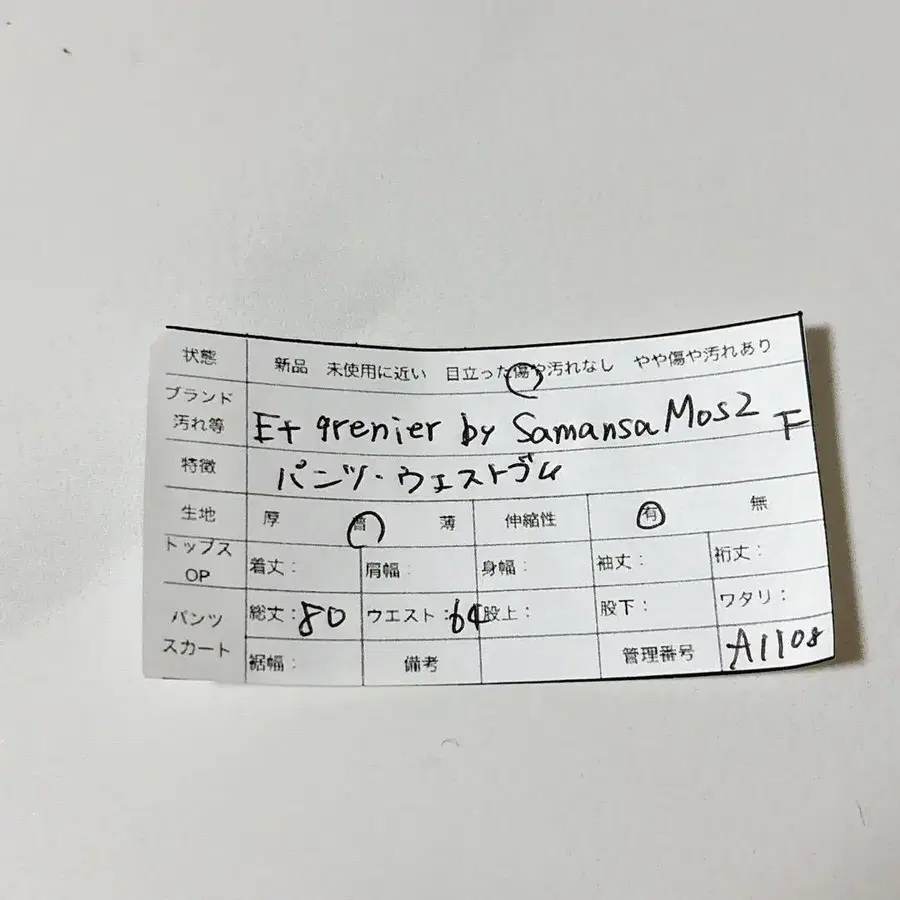 状態 新品 未使用に近い 目立った傷や汚れなし やや傷や汚れあり
ブランド
汚れ等 Et grenier by Samansa Mos2 F
特徴 パンツ・ウエストゴム
生地 厚 普 薄 伸縮性 有 無
トップス
OP 着丈: 肩幅: 身幅: 袖丈: 裄丈:
パンツ
スカート 総丈:80 ウエスト:64 股上: 股下: ワタリ:
裾幅: 備考 管理番号 A1108